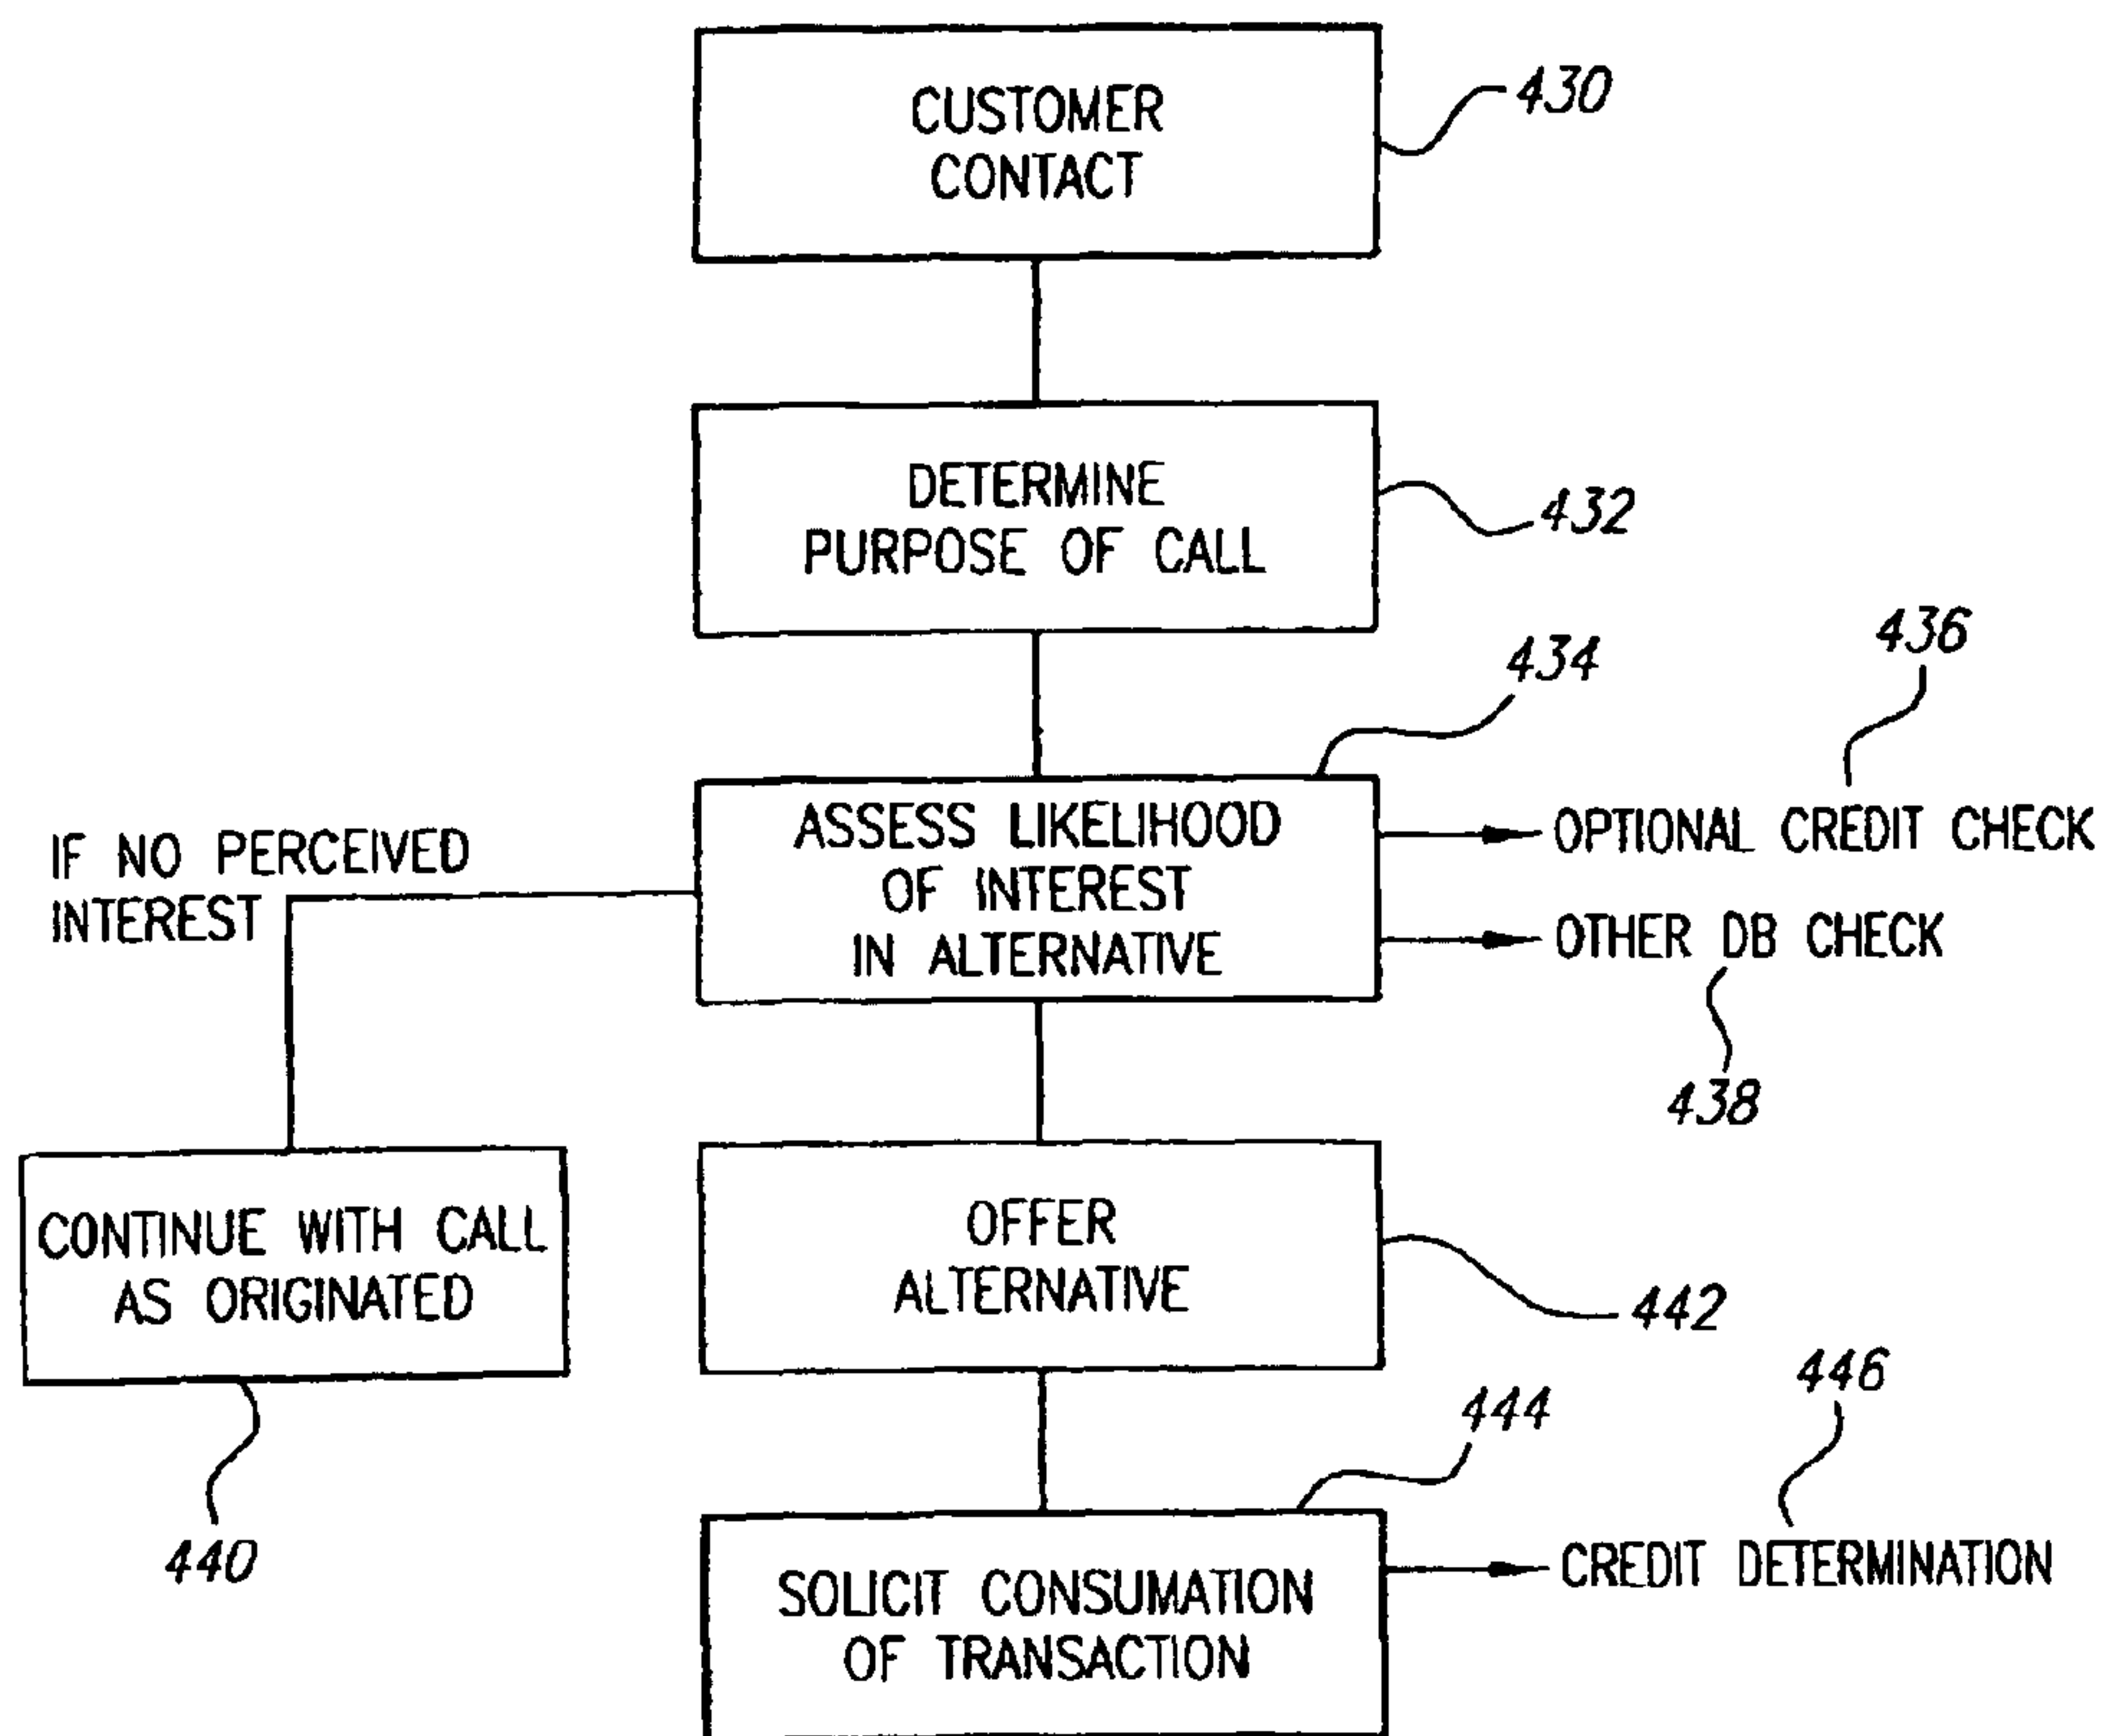 CUSTOMER
CONTACT
430
DETERMINE
PURPOSE OF CALL
432
434
436
IF NO PERCEIVED
INTEREST
ASSESS LIKELIHOOD
OF INTEREST
IN ALTERNATIVE
OPTIONAL CREDIT CHECK
OTHER DB CHECK
438
CONTINUE WITH CALL
AS ORIGINATED
440
OFFER
ALTERNATIVE
442
444
446
SOLICIT CONSUMATION
OF TRANSACTION
CREDIT DETERMINATION